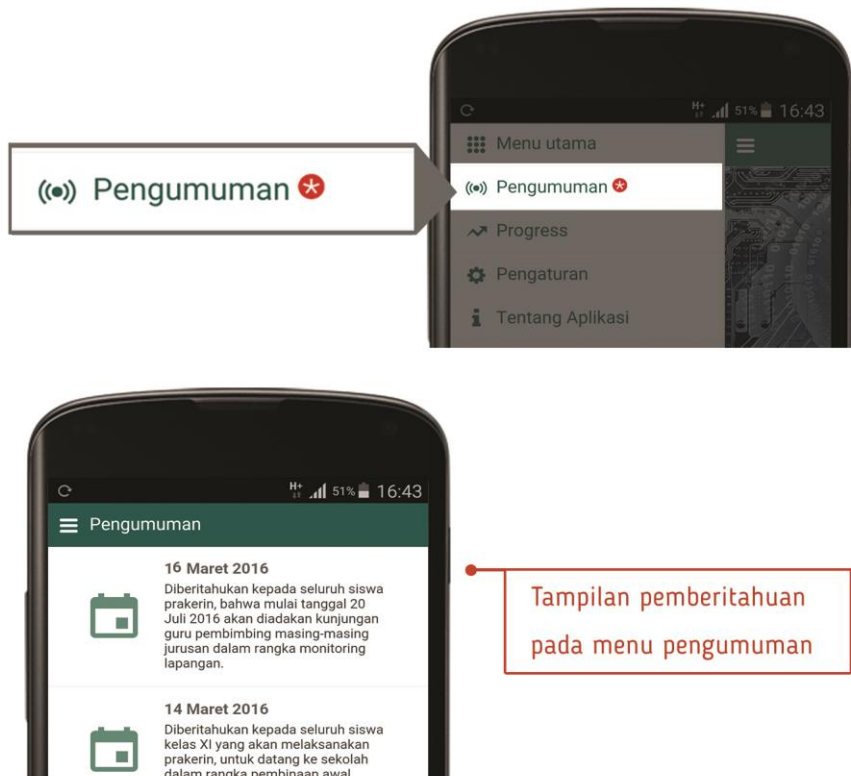 H+ 51% 16:43
Menu utama
Pengumuman
Pengumuman
Progress
Pengaturan
Tentang Aplikasi
H+ 51% 16:43
Pengumuman
16 Maret 2016
Diberitahukan kepada seluruh siswa
prakerin, bahwa mulai tanggal 20
Juli 2016 akan diadakan kunjungan
guru pembimbing masing-masing
jurusan dalam rangka monitoring
lapangan.
14 Maret 2016
Diberitahukan kepada seluruh siswa
kelas XI yang akan melaksanakan
prakerin, untuk datang ke sekolah
dalam rangka pembinaan awal
Tampilan pemberitahuan
pada menu pengumuman